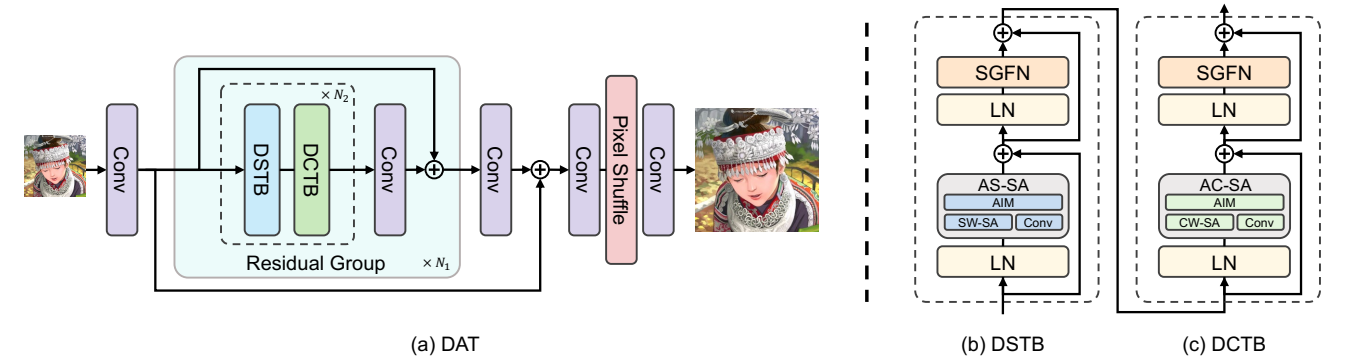 Conv
DSTB
DCTB
× N₂
Conv
Residual Group
× N₁
Conv
Conv
Pixel Shuffle
Conv
(a) DAT
SGFN
LN
AS-SA
AIM
SW-SA
Conv
LN
(b) DSTB
SGFN
LN
AC-SA
AIM
CW-SA
Conv
LN
(c) DCTB